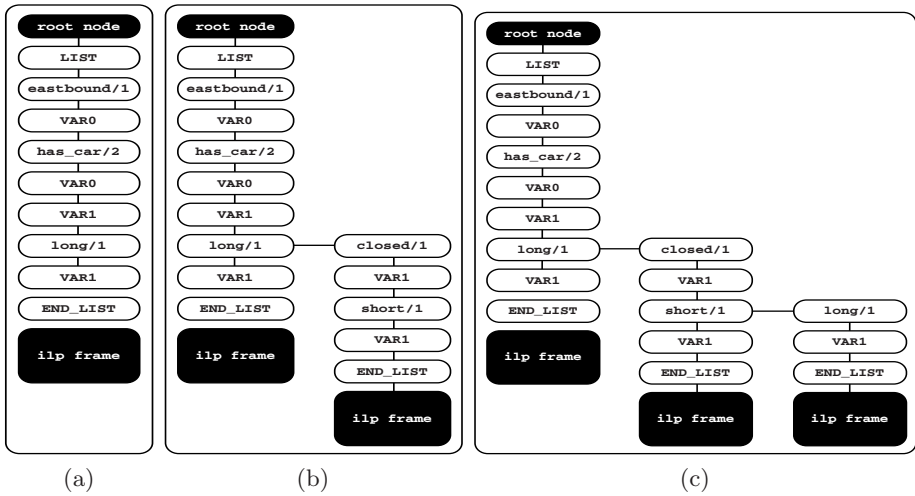 root node
LIST
eastbound/1
VAR0
has_car/2
VAR0
VAR1
long/1
VAR1
END_LIST
ilp frame
(a)
root node
LIST
eastbound/1
VAR0
has_car/2
VAR0
VAR1
long/1
VAR1
END_LIST
ilp frame
closed/1
VAR1
short/1
VAR1
END_LIST
ilp frame
(b)
root node
LIST
eastbound/1
VAR0
has_car/2
VAR0
VAR1
long/1
VAR1
END_LIST
ilp frame
closed/1
VAR1
short/1
VAR1
END_LIST
ilp frame
long/1
VAR1
END_LIST
ilp frame
(c)